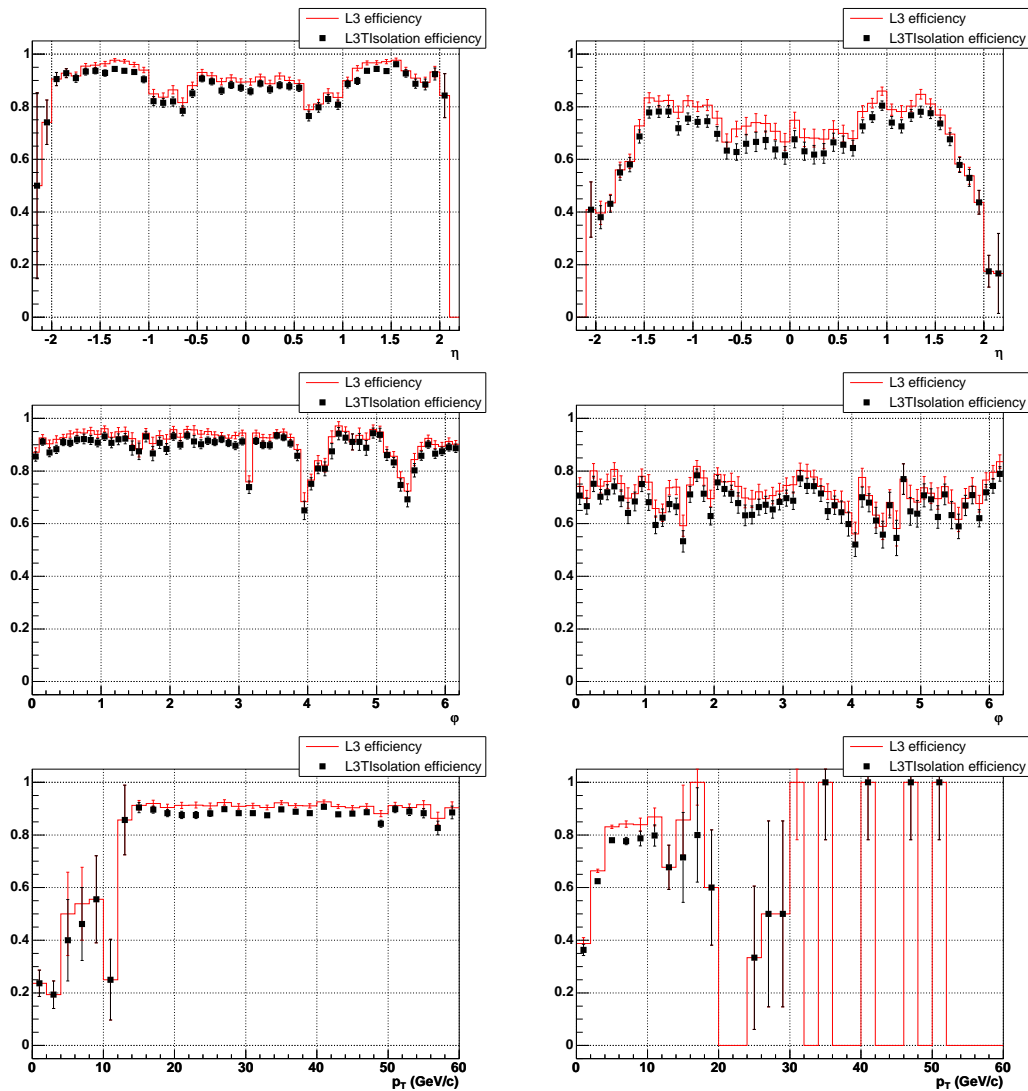 L3 efficiency
L3TIsolation efficiency
1
0.8
0.6
0.4
0.2
0
-2 -1.5 -1 -0.5 0 0.5 1 1.5 2
η
L3 efficiency
L3TIsolation efficiency
1
0.8
0.6
0.4
0.2
0
-2 -1.5 -1 -0.5 0 0.5 1 1.5 2
η
L3 efficiency
L3TIsolation efficiency
1
0.8
0.6
0.4
0.2
0
0 1 2 3 4 5 6
φ
L3 efficiency
L3TIsolation efficiency
1
0.8
0.6
0.4
0.2
0
0 1 2 3 4 5 6
φ
L3 efficiency
L3TIsolation efficiency
1
0.8
0.6
0.4
0.2
0
0 10 20 30 40 50 60
p_T (GeV/c)
L3 efficiency
L3TIsolation efficiency
1
0.8
0.6
0.4
0.2
0
0 10 20 30 40 50 60
p_T (GeV/c)